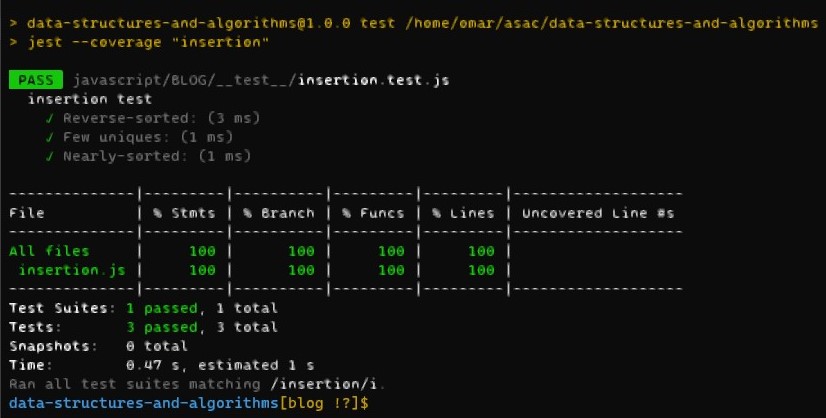 > data-structures-and-algorithms@1.0.0 test /home/omar/asac/data-structures-and-algorithms
> jest --coverage "insertion"
PASS javascript/BLOG/__test__/insertion.test.js
insertion test
✓ Reverse-sorted: (3 ms)
✓ Few uniques: (1 ms)
✓ Nearly-sorted: (1 ms)
--------------|---------|----------|---------|---------|-------------------
File          | % Stmts | % Branch | % Funcs | % Lines | Uncovered Line #s
--------------|---------|----------|---------|---------|-------------------
All files     |     100 |      100 |     100 |     100 |
 insertion.js |     100 |      100 |     100 |     100 |
--------------|---------|----------|---------|---------|-------------------
Test Suites: 1 passed, 1 total
Tests:       3 passed, 3 total
Snapshots:   0 total
Time:        0.47 s, estimated 1 s
Ran all test suites matching /insertion/i.
data-structures-and-algorithms[blog !?]$